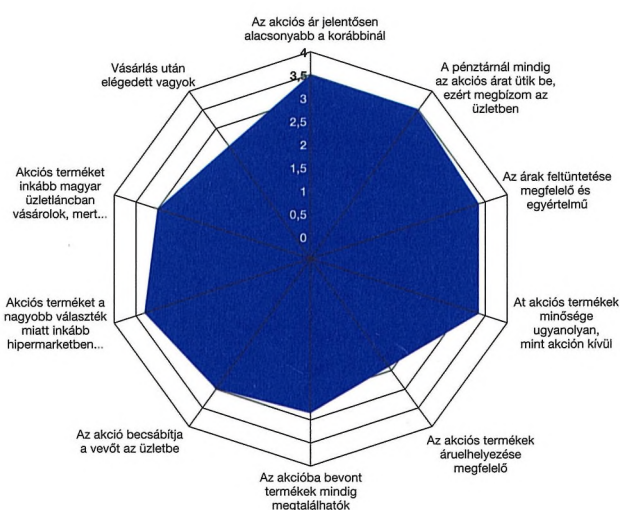 Az akciós ár jelentősen
alacsonyabb a korábbinál
A pénztárnál mindig
az akciós árat ütik be,
ezért megbízom az
üzletben
Az árak feltüntetése
megfelelő és
egyértelmű
At akciós termékek
minősége
ugyanolyan,
mint akción kívül
Az akciós termékek
áruelhelyezése
megfelelő
Az akcióba bevont
termékek mindig
megtalálhatók
Az akció becsábítja
a vevőt az üzletbe
Akciós terméket a
nagyobb választék
miatt inkább
hipermarketben...
Akciós terméket
inkább magyar
üzletláncban
vásárolok, mert...
Vásárlás után
elégedett vagyok
4
3,5
3
2,5
2
1,5
1
0,5
0